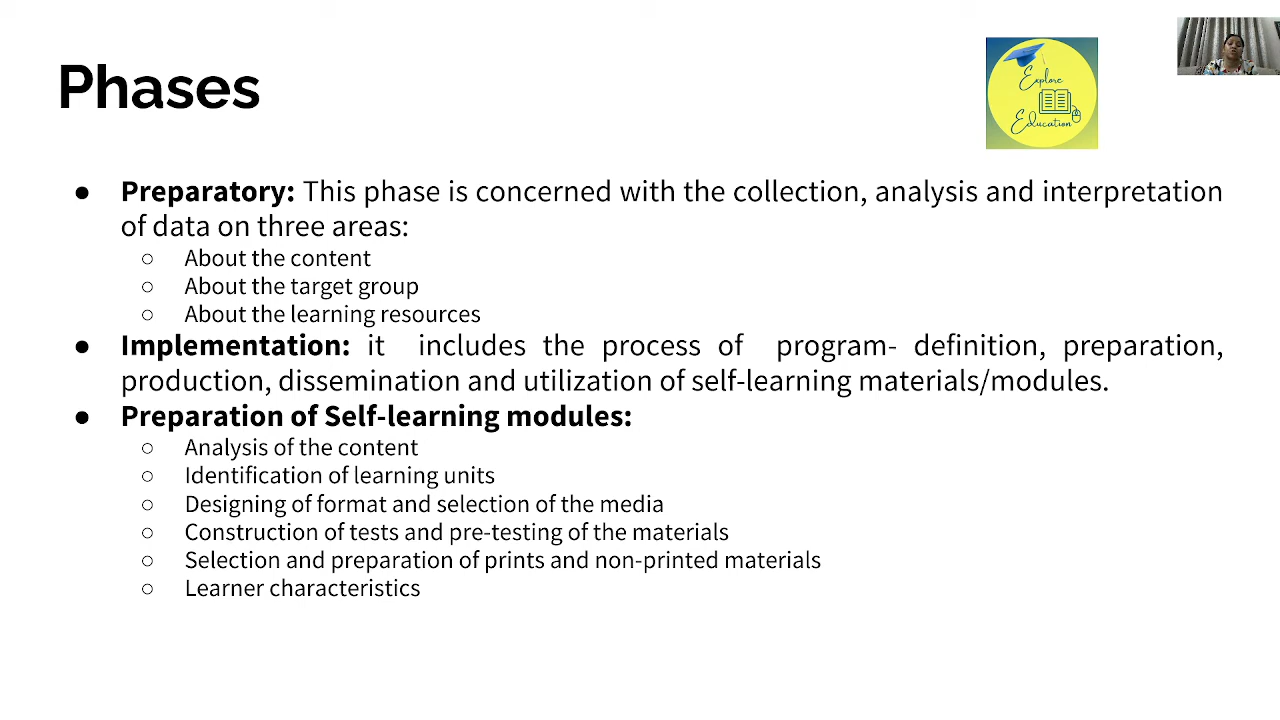 Phases
Explore
Education
● Preparatory: This phase is concerned with the collection, analysis and interpretation
of data on three areas:
○ About the content
○ About the target group
○ About the learning resources
● Implementation: it includes the process of program- definition, preparation,
production, dissemination and utilization of self-learning materials/modules.
● Preparation of Self-learning modules:
○ Analysis of the content
○ Identification of learning units
○ Designing of format and selection of the media
○ Construction of tests and pre-testing of the materials
○ Selection and preparation of prints and non-printed materials
○ Learner characteristics